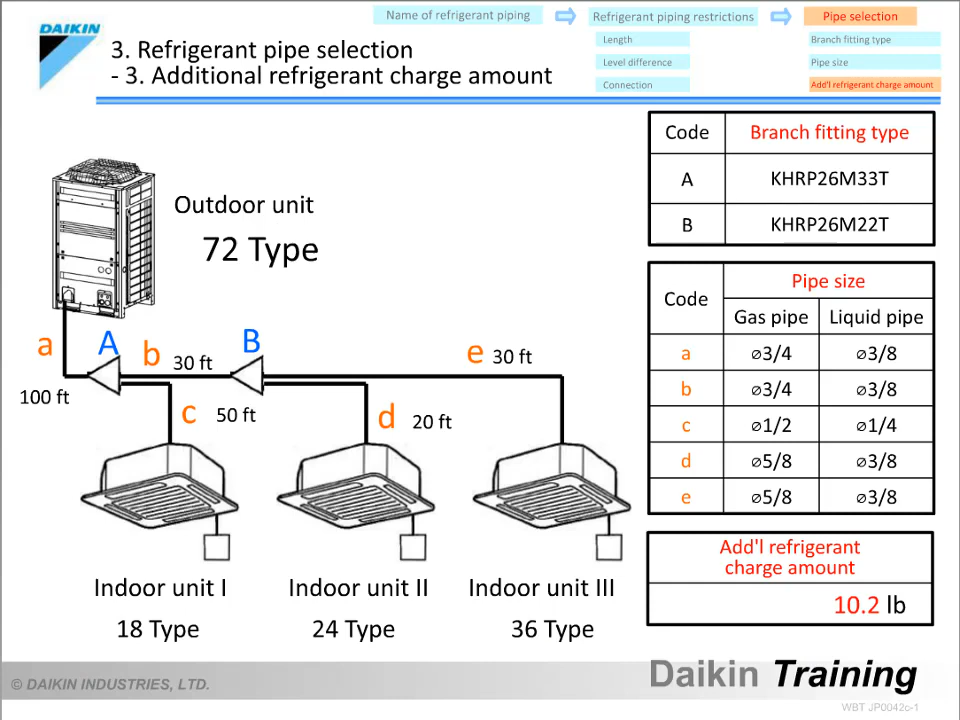 DAIKIN
Name of refrigerant piping
Refrigerant piping restrictions
Pipe selection
Length
Level difference
Connection
Branch fitting type
Pipe size
Add'l refrigerant charge amount
3. Refrigerant pipe selection
- 3. Additional refrigerant charge amount
Outdoor unit
72 Type
a
A
b
30 ft
B
e 30 ft
100 ft
c 50 ft
d 20 ft
Indoor unit I
18 Type
Indoor unit II
24 Type
Indoor unit III
36 Type
Code Branch fitting type
A KHRP26M33T
B KHRP26M22T
Code Pipe size
Gas pipe Liquid pipe
a ⌀3/4 ⌀3/8
b ⌀3/4 ⌀3/8
c ⌀1/2 ⌀1/4
d ⌀5/8 ⌀3/8
e ⌀5/8 ⌀3/8
Add'l refrigerant
charge amount
10.2 lb
© DAIKIN INDUSTRIES, LTD.
Daikin Training
WBT JP0042c-1